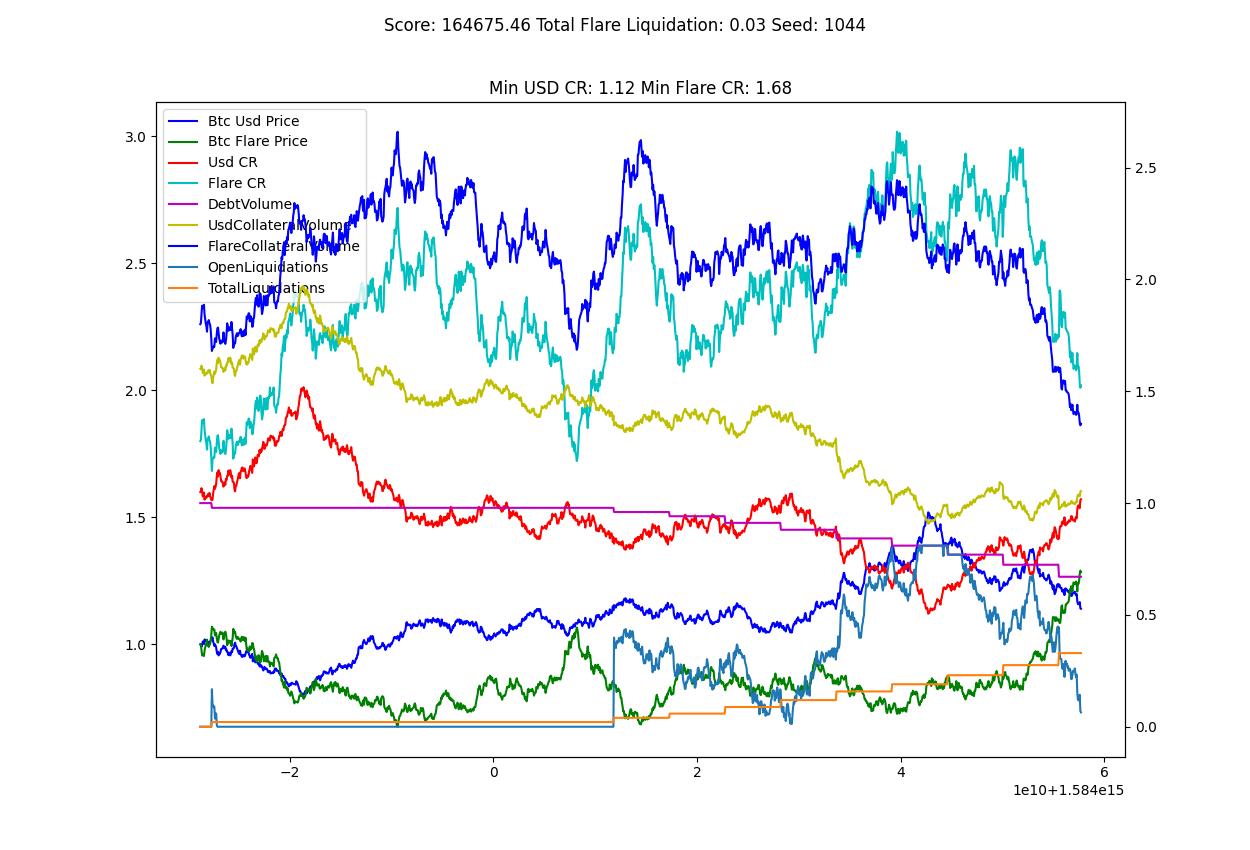 Score: 164675.46 Total Flare Liquidation: 0.03 Seed: 1044
Min USD CR: 1.12 Min Flare CR: 1.68
Btc Usd Price
Btc Flare Price
Usd CR
Flare CR
DebtVolume
UsdCollateralVolume
FlareCollateralVolume
OpenLiquidations
TotalLiquidations
3.0
2.5
2.0
1.5
1.0
2.5
2.0
1.5
1.0
0.5
0.0
−2
0
2
4
6
1e10+1.584e15